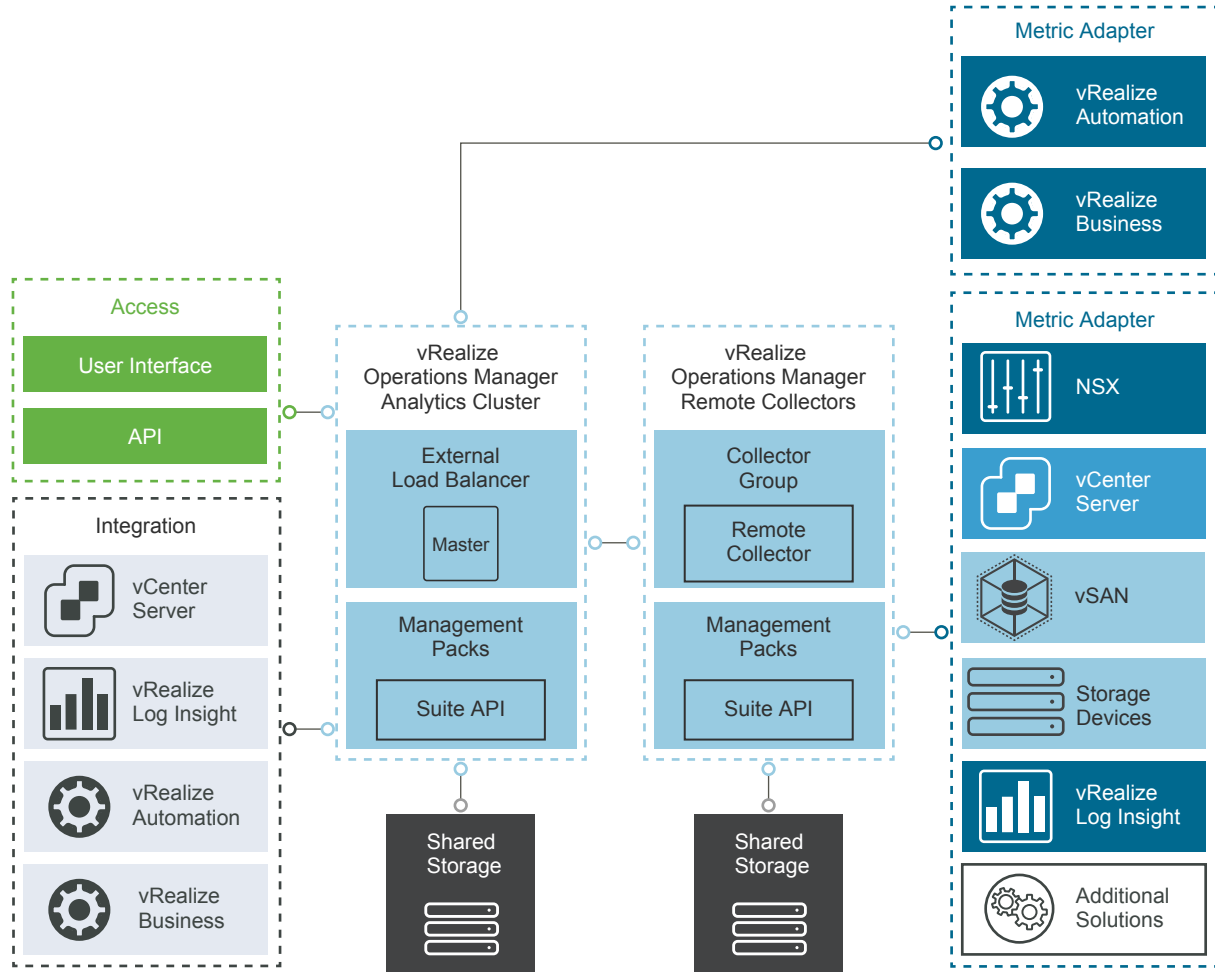 Metric Adapter
vRealize
Automation
vRealize
Business
Access
User Interface
API
Integration
vCenter
Server
vRealize
Log Insight
vRealize
Automation
vRealize
Business
vRealize
Operations Manager
Analytics Cluster
External
Load Balancer
Master
Management
Packs
Suite API
Shared
Storage
vRealize
Operations Manager
Remote Collectors
Collector
Group
Remote
Collector
Management
Packs
Suite API
Shared
Storage
Metric Adapter
NSX
vCenter
Server
vSAN
Storage
Devices
vRealize
Log Insight
Additional
Solutions